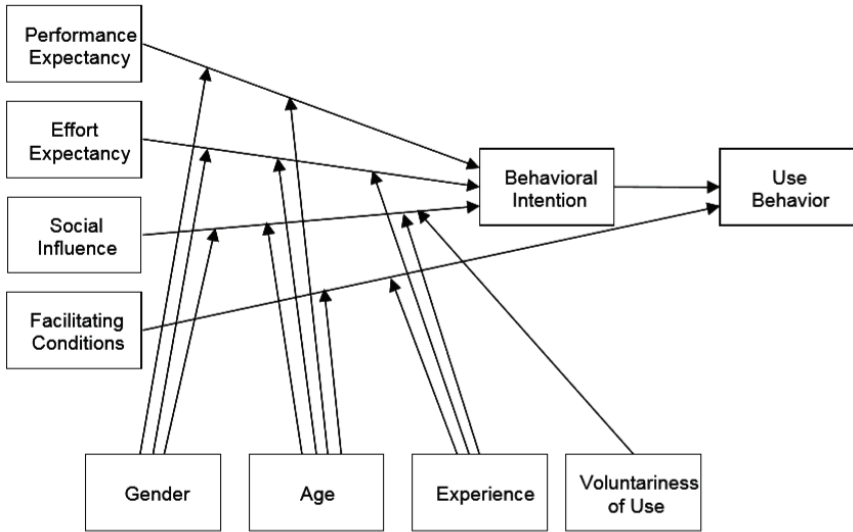 Performance
Expectancy
Effort
Expectancy
Social
Influence
Facilitating
Conditions
Behavioral
Intention
Use
Behavior
Gender
Age
Experience
Voluntariness
of Use